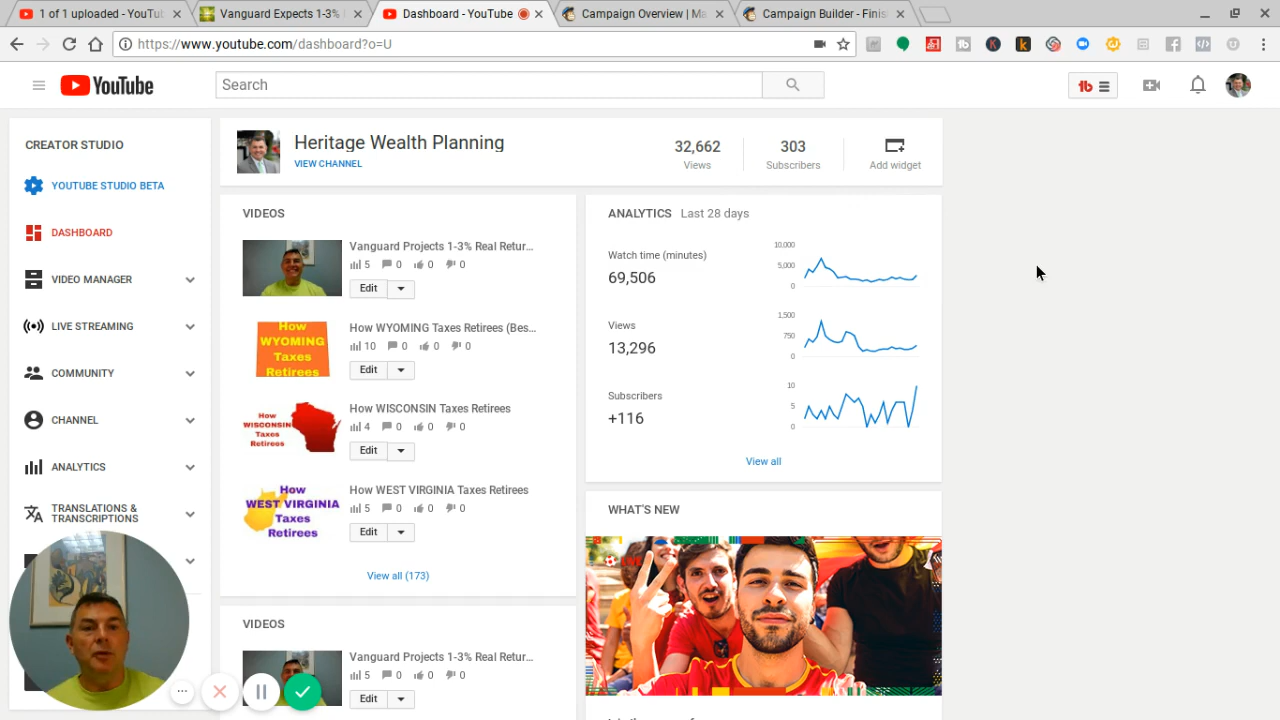 1 of 1 uploaded - YouTu
Vanguard Expects 1-3%
Dashboard - YouTube
Campaign Overview | Ma
Campaign Builder - Finis
https://www.youtube.com/dashboard?o=U
YouTube
Search
CREATOR STUDIO
YOUTUBE STUDIO BETA
DASHBOARD
VIDEO MANAGER
LIVE STREAMING
COMMUNITY
CHANNEL
ANALYTICS
TRANSLATIONS &
TRANSCRIPTIONS
Heritage Wealth Planning
VIEW CHANNEL
32,662
Views
303
Subscribers
Add widget
VIDEOS
Vanguard Projects 1-3% Real Retur...
5 0 0 0
Edit
How WYOMING Taxes Retirees
How WYOMING Taxes Retirees (Bes...
10 0 0 0
Edit
How WISCONSIN Taxes Retirees
How WISCONSIN Taxes Retirees
4 0 0 0
Edit
How WEST VIRGINIA Taxes Retirees
How WEST VIRGINIA Taxes Retirees
5 0 0 0
Edit
View all (173)
VIDEOS
Vanguard Projects 1-3% Real Retur...
5 0 0 0
Edit
ANALYTICS Last 28 days
Watch time (minutes)
69,506
10,000
5,000
0
Views
13,296
1,500
750
0
Subscribers
+116
10
5
0
View all
WHAT'S NEW